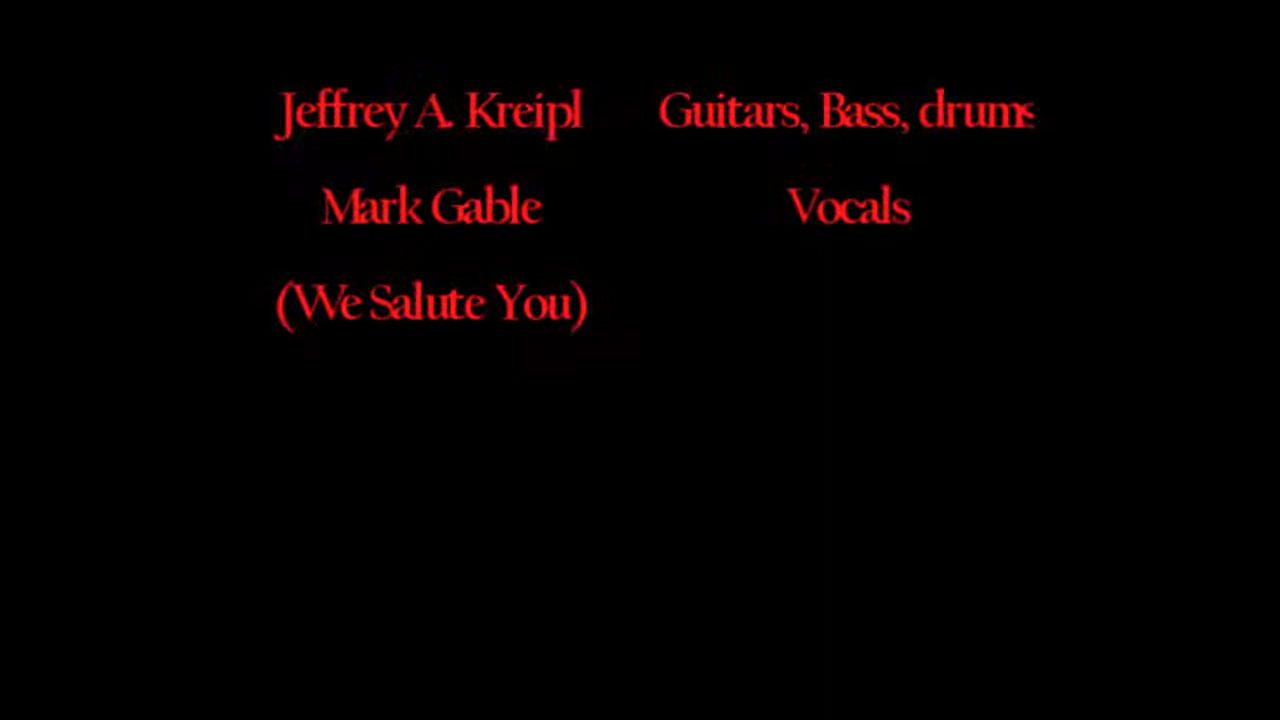 Jeffrey A. Kreipl Guitars, Bass, drums
Mark Gable Vocals
(We Salute You)